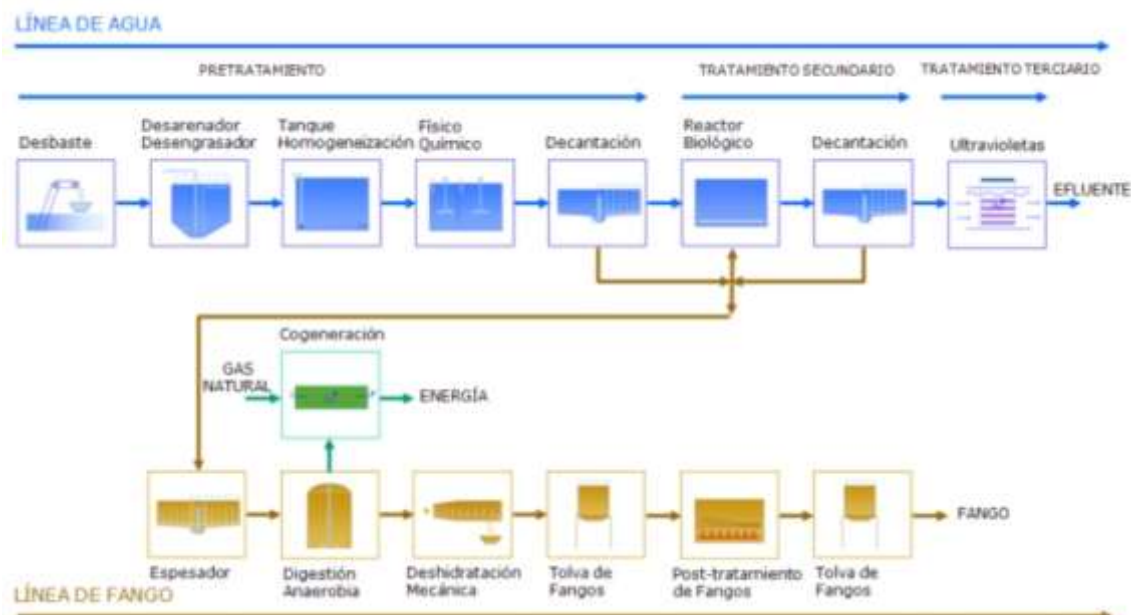 LÍNEA DE AGUA
PRETRATAMIENTO
TRATAMIENTO SECUNDARIO
TRATAMIENTO TERCIARIO
Desbaste
Desarenador
Desengrasador
Tanque
Homogeneización
Físico
Químico
Decantación
Reactor
Biológico
Decantación
Ultravioletas
EFLUENTE
Cogeneración
GAS
NATURAL
ENERGÍA
FANGO
Espesador
Digestión
Anaerobia
Deshidratación
Mecánica
Tolva de
Fangos
Post-tratamiento
de Fangos
Tolva de
Fangos
LÍNEA DE FANGO